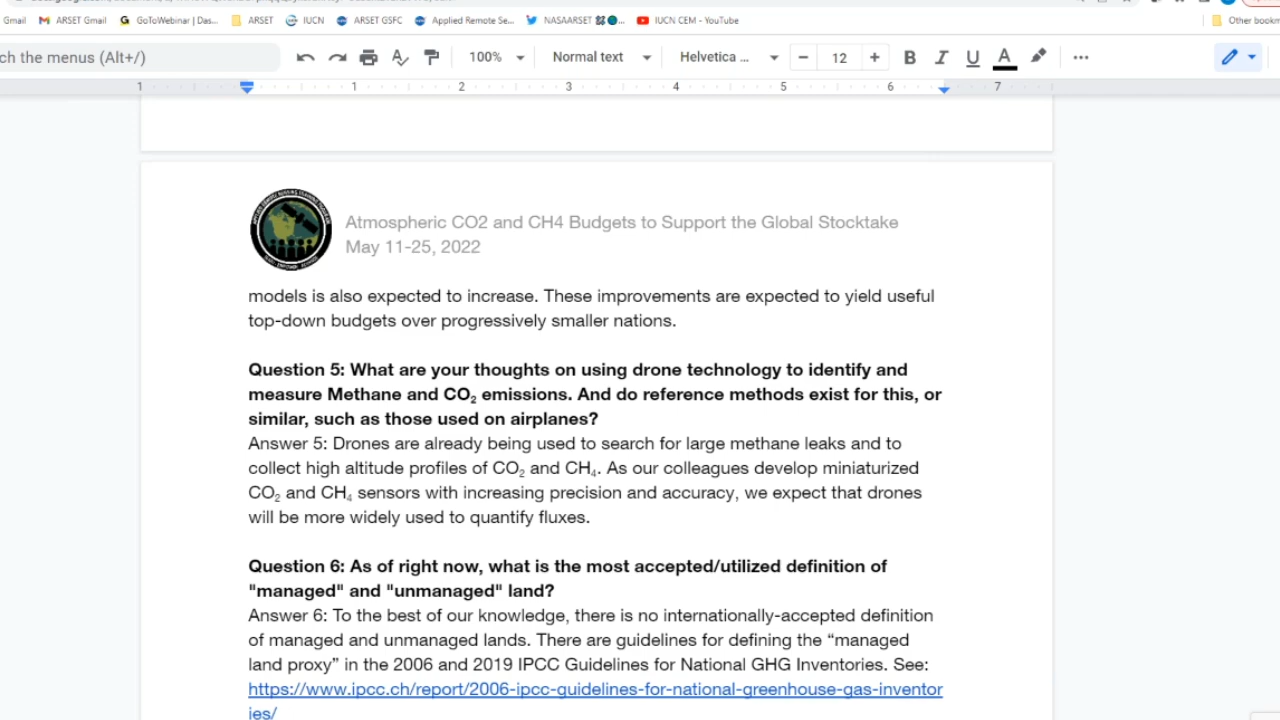 Gmail ARSET Gmail GoToWebinar | Das... ARSET IUCN ARSET GSFC Applied Remote Se... NASAARSET IUCN CEM - YouTube Other bookm
ch the menus (Alt+/) 100% Normal text Helvetica ... 12 B I U A
1 1 2 3 4 5 6 7
Atmospheric CO2 and CH4 Budgets to Support the Global Stocktake
May 11-25, 2022
models is also expected to increase. These improvements are expected to yield useful
top-down budgets over progressively smaller nations.
Question 5: What are your thoughts on using drone technology to identify and
measure Methane and CO₂ emissions. And do reference methods exist for this, or
similar, such as those used on airplanes?
Answer 5: Drones are already being used to search for large methane leaks and to
collect high altitude profiles of CO₂ and CH₄. As our colleagues develop miniaturized
CO₂ and CH₄ sensors with increasing precision and accuracy, we expect that drones
will be more widely used to quantify fluxes.
Question 6: As of right now, what is the most accepted/utilized definition of
"managed" and "unmanaged" land?
Answer 6: To the best of our knowledge, there is no internationally-accepted definition
of managed and unmanaged lands. There are guidelines for defining the “managed
land proxy” in the 2006 and 2019 IPCC Guidelines for National GHG Inventories. See:
https://www.ipcc.ch/report/2006-ipcc-guidelines-for-national-greenhouse-gas-inventor
ies/